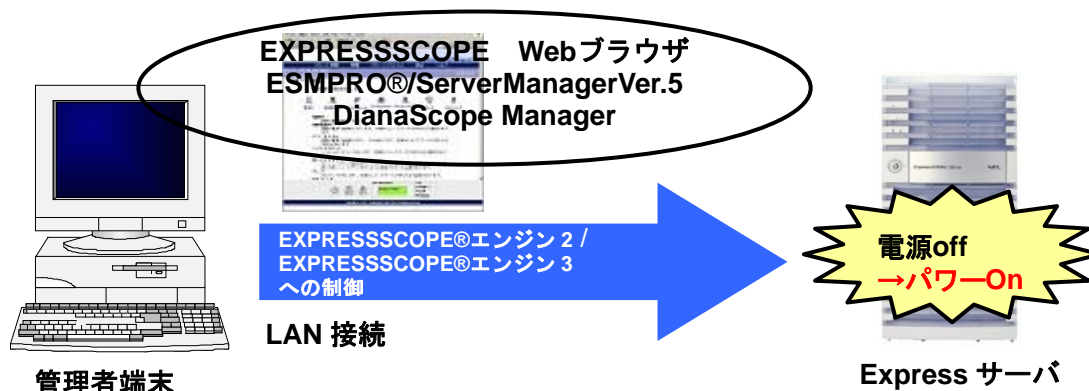 EXPRESSSCOPE Webブラウザ
ESMPRO®/ServerManagerVer.5
DianaScope Manager
EXPRESSSCOPE®エンジン 2 /
EXPRESSSCOPE®エンジン 3
への制御
LAN 接続
管理者端末
電源off
→パワーOn
Express サーバ